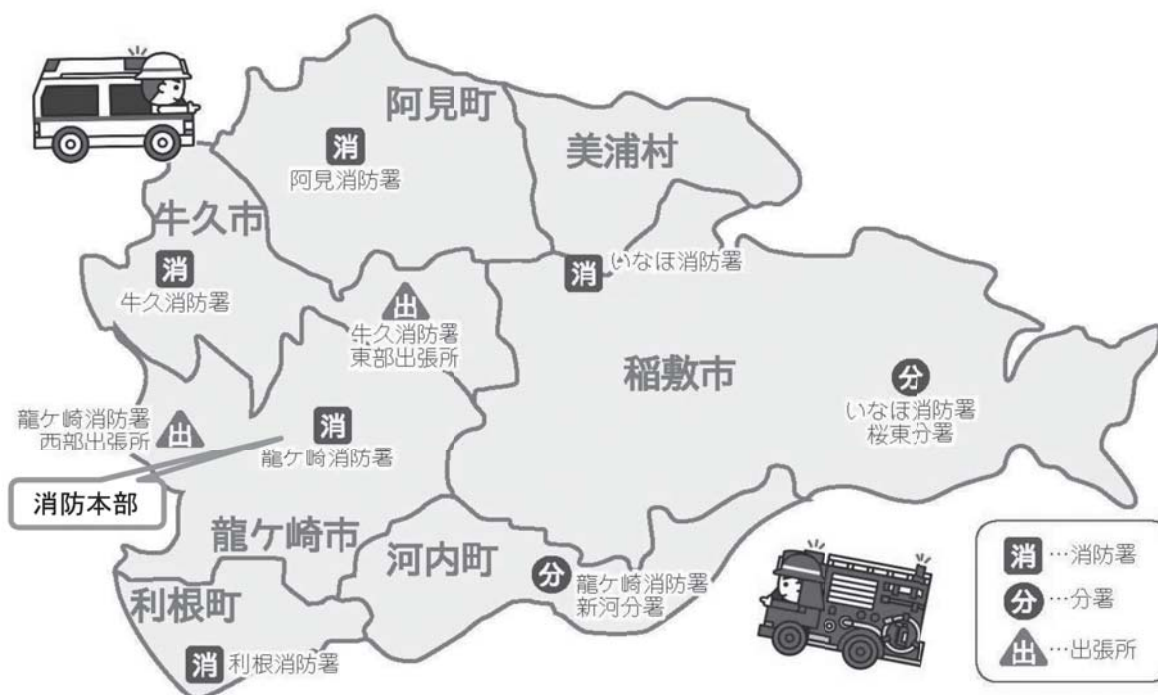 阿見町
消
阿見消防署
美浦村
牛久市
消
牛久消防署
消
いなほ消防署
出
牛久消防署
東部出張所
稲敷市
分
いなほ消防署
桜東分署
龍ケ崎消防署
西部出張所
出
消
龍ケ崎消防署
消防本部
龍ケ崎市
河内町
分
龍ケ崎消防署
新河分署
利根町
消
利根消防署
消…消防署
分…分署
出…出張所